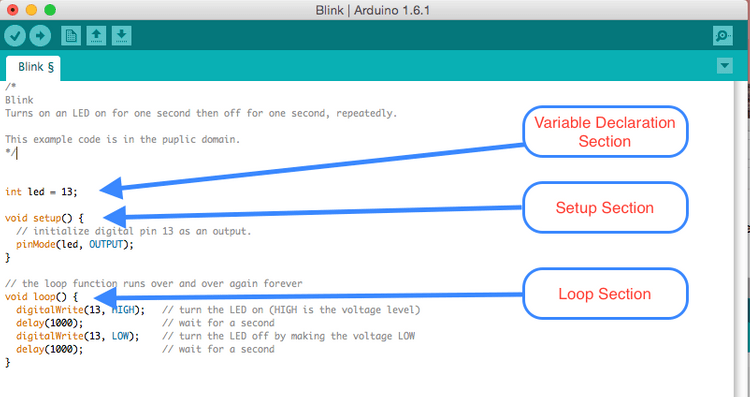 Blink | Arduino 1.6.1
Blink §
/*
Blink
Turns on an LED on for one second then off for one second, repeatedly.
This example code is in the puplic domain.
*/
int led = 13;
void setup() {
// initialize digital pin 13 as an output.
pinMode(led, OUTPUT);
}
// the loop function runs over and over again forever
void loop() {
digitalWrite(13, HIGH); // turn the LED on (HIGH is the voltage level)
delay(1000); // wait for a second
digitalWrite(13, LOW); // turn the LED off by making the voltage LOW
delay(1000); // wait for a second
}
Variable Declaration
Section
Setup Section
Loop Section